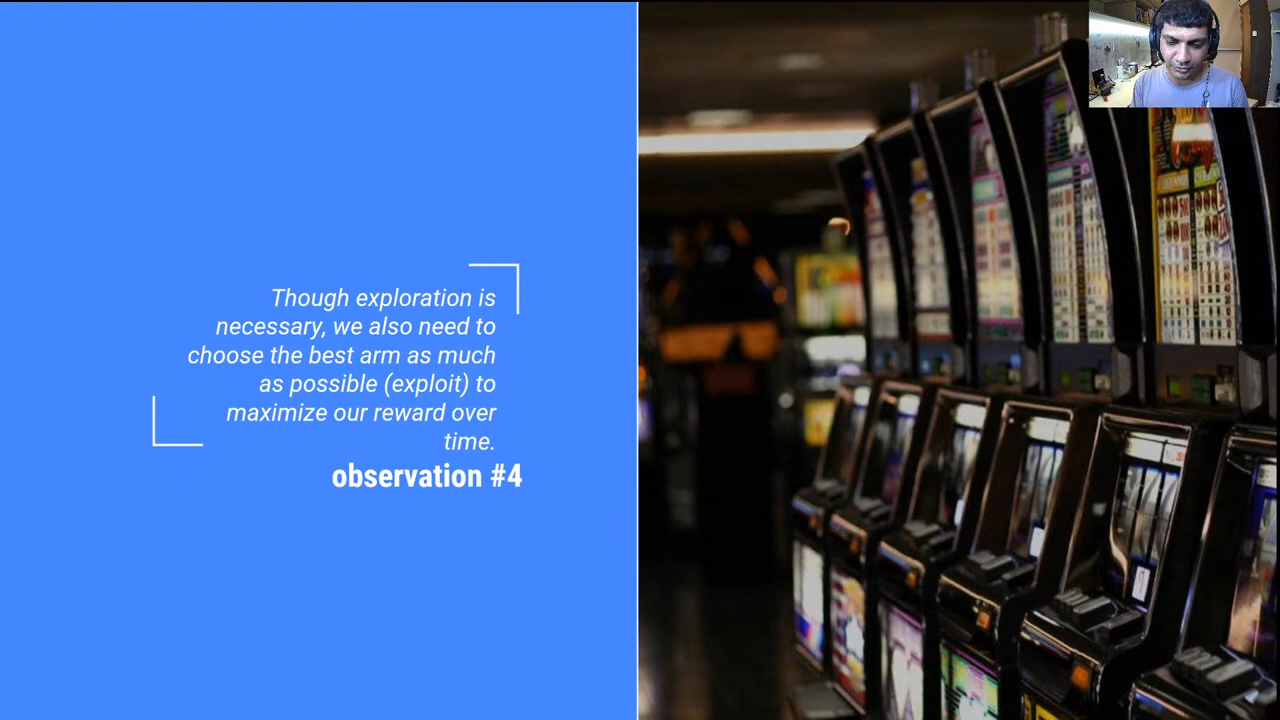 Though exploration is
necessary, we also need to
choose the best arm as much
as possible (exploit) to
maximize our reward over
time.
observation #4